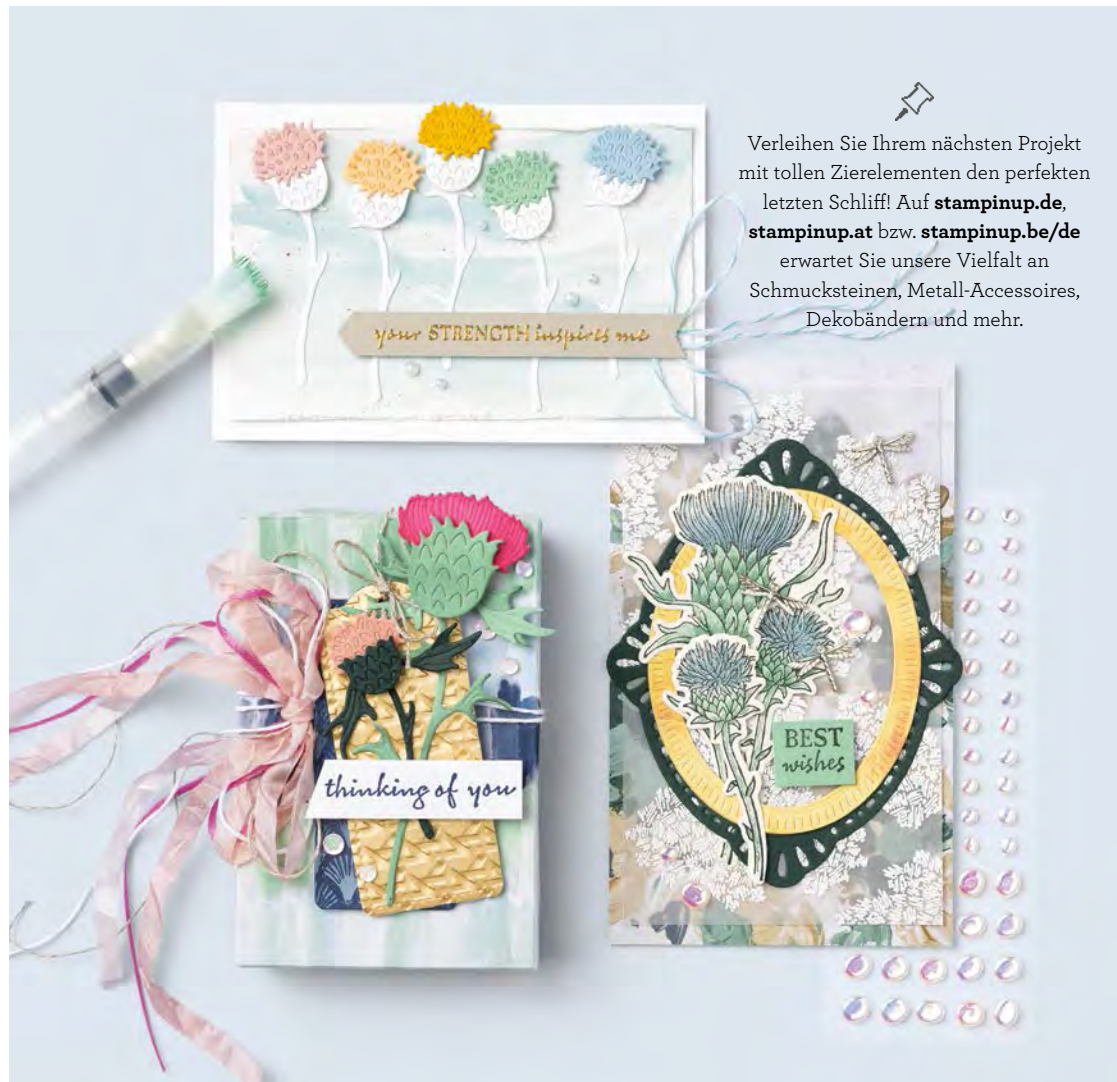 Verleihen Sie Ihrem nächsten Projekt
mit tollen Zierelementen den perfekten
letzten Schliff! Auf stampinup.de,
stampinup.at bzw. stampinup.be/de
erwartet Sie unsere Vielfalt an
Schmucksteinen, Metall-Accessoires,
Dekobändern und mehr.
your STRENGTH inspires me
thinking of you
BEST
wishes